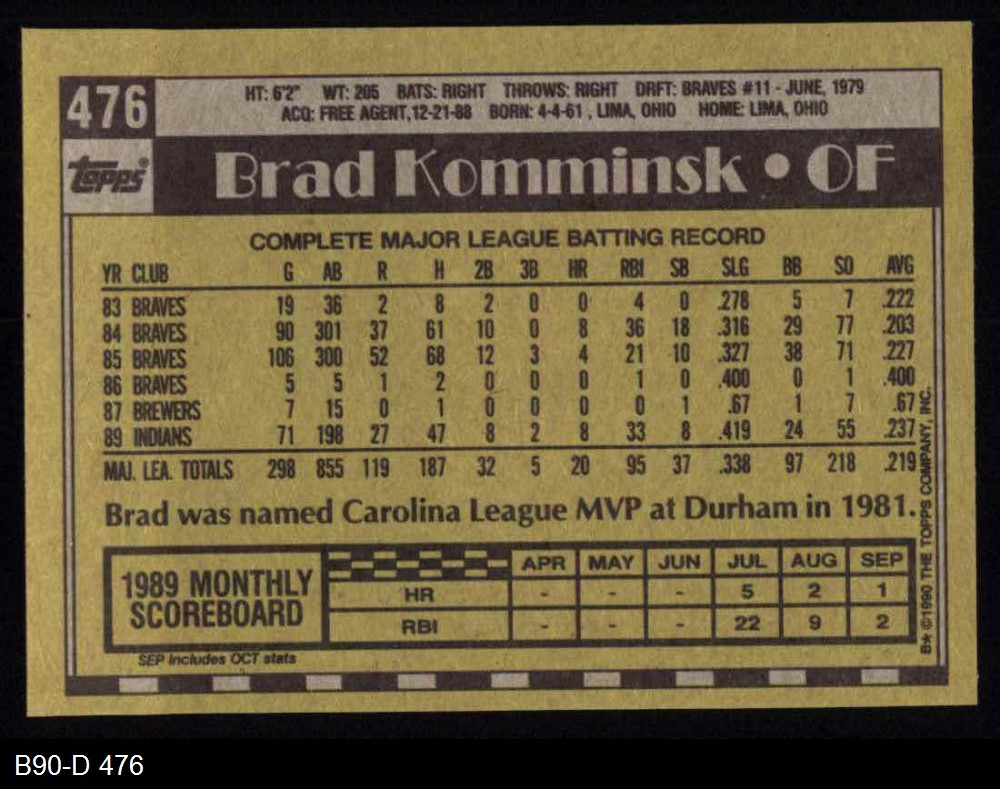 476
HT: 6'2" WT: 205 BATS: RIGHT THROWS: RIGHT DRFT: BRAVES #11 - JUNE, 1979
ACQ: FREE AGENT, 12-21-88 BORN: 4-4-61, LIMA, OHIO HOME: LIMA, OHIO
topps®
Brad Komminsk • OF
COMPLETE MAJOR LEAGUE BATTING RECORD
YR CLUB G AB R H 2B 3B HR RBI SB SLG BB SO AVG
83 BRAVES 19 36 2 8 2 0 0 4 0 .278 5 7 .222
84 BRAVES 90 301 37 61 10 0 8 36 18 .316 29 77 .203
85 BRAVES 106 300 52 68 12 3 4 21 10 .327 38 71 .227
86 BRAVES 5 5 1 2 0 0 0 1 0 .400 0 1 .400
87 BREWERS 7 15 0 1 0 0 0 0 1 .67 1 7 .67
89 INDIANS 71 198 27 47 8 2 8 33 8 .419 24 55 .237
MAJ. LEA. TOTALS 298 855 119 187 32 5 20 95 37 .338 97 218 .219
Brad was named Carolina League MVP at Durham in 1981.
1989 MONTHLY SCOREBOARD
APR MAY JUN JUL AUG SEP
HR - - - 5 2 1
RBI - - - 22 9 2
SEP includes OCT stats
B* ©1990 THE TOPPS COMPANY, INC.
B90-D 476